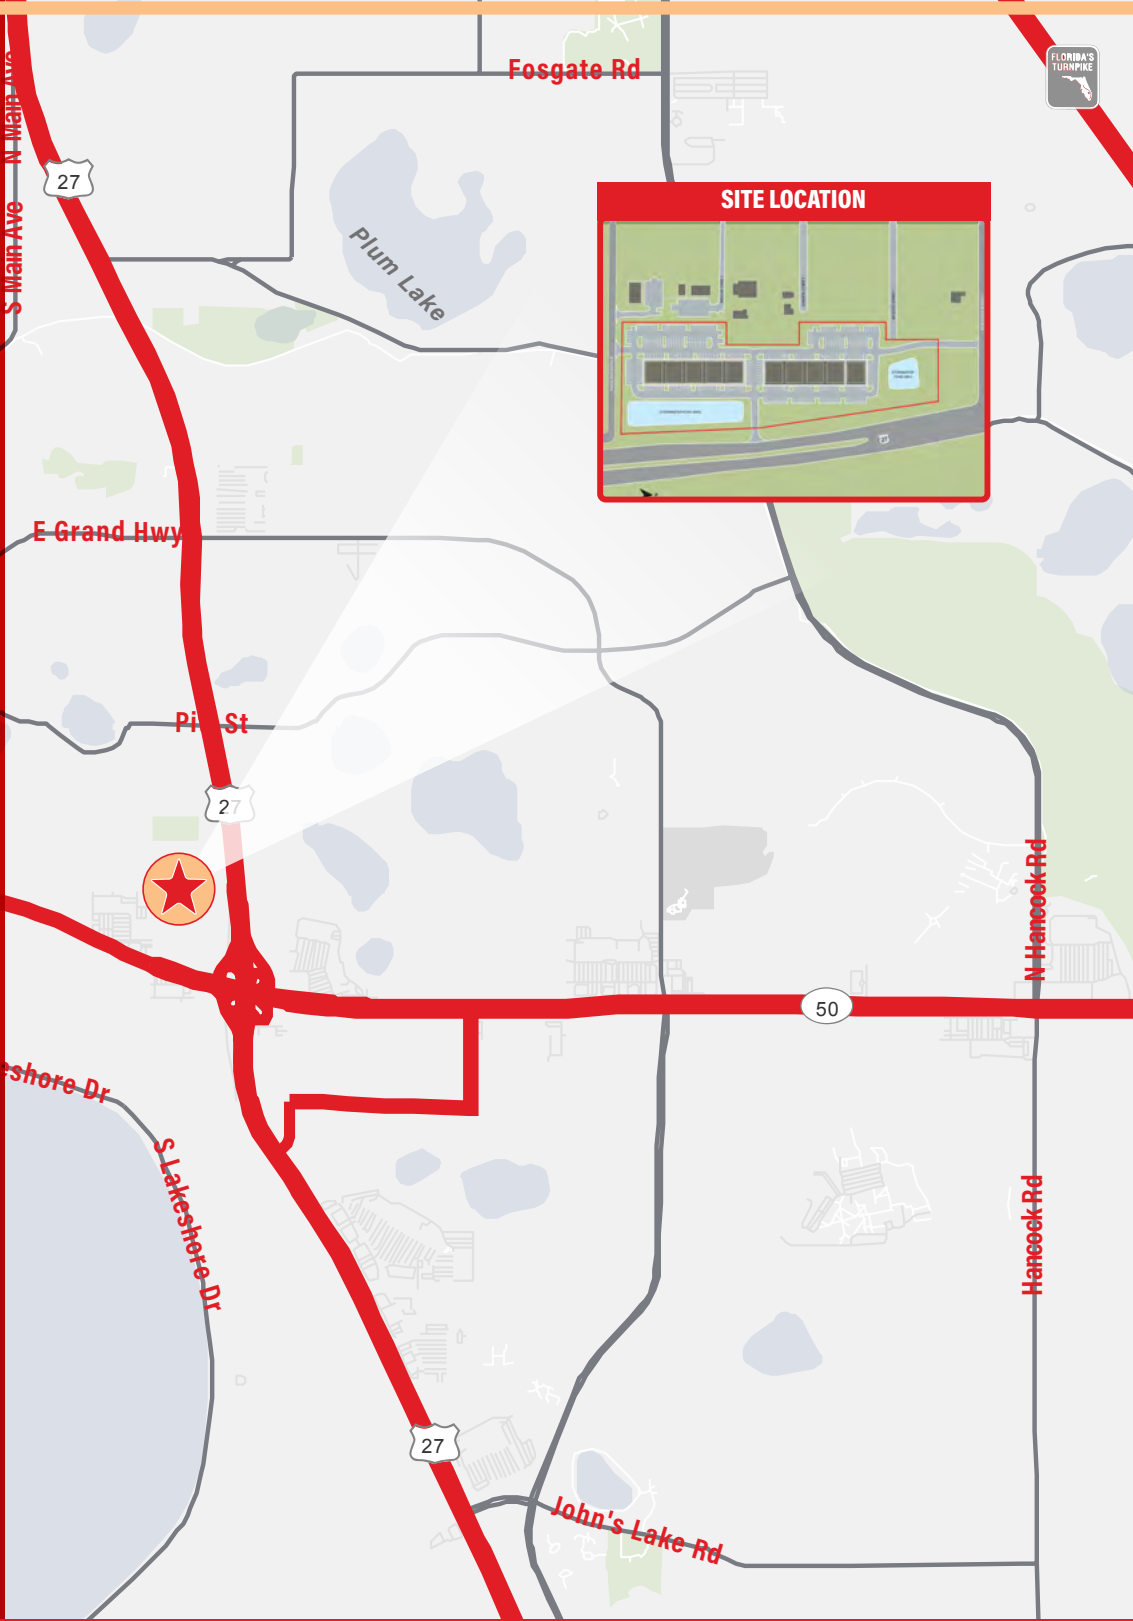 Fosgate Rd
FLORIDA'S
TURNPIKE
N Main Ave
27
SITE LOCATION
S Main Ave
Plum Lake
E Grand Hwy
St
27
N Hancock Rd
50
eshore Dr
S Lakeshore Dr
Hancock Rd
27
John's Lake Rd